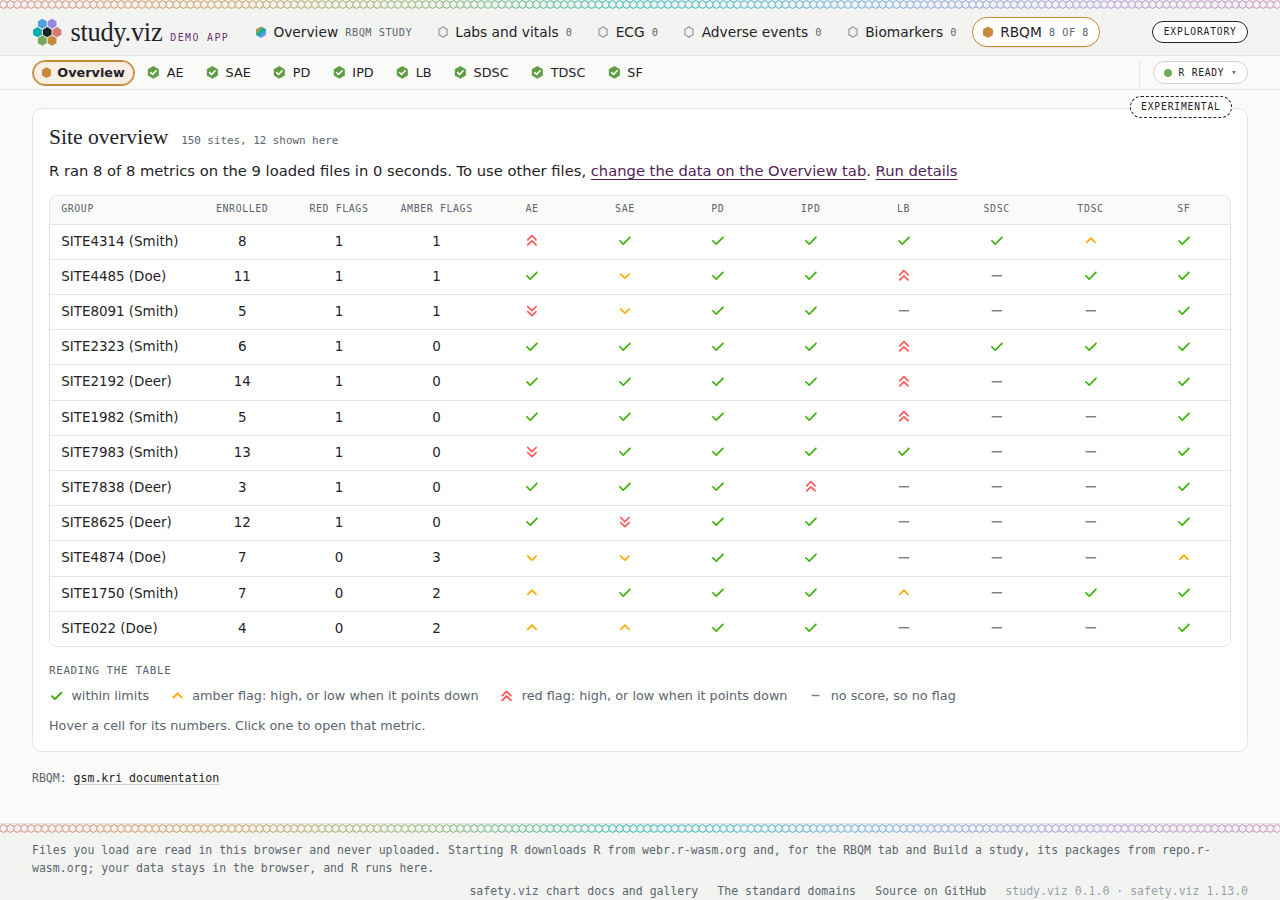 study.viz DEMO APP Overview RBQM STUDY Labs and vitals 0 ECG 0 Adverse events 0 Biomarkers 0 RBQM 8 OF 8 EXPLORATORY
Overview AE SAE PD IPD LB SDSC TDSC SF R READY
EXPERIMENTAL
Site overview 150 sites, 12 shown here
R ran 8 of 8 metrics on the 9 loaded files in 0 seconds. To use other files, change the data on the Overview tab. Run details
GROUP ENROLLED RED FLAGS AMBER FLAGS AE SAE PD IPD LB SDSC TDSC SF
SITE4314 (Smith) 8 1 1
SITE4485 (Doe) 11 1 1
SITE8091 (Smith) 5 1 1
SITE2323 (Smith) 6 1 0
SITE2192 (Deer) 14 1 0
SITE1982 (Smith) 5 1 0
SITE7983 (Smith) 13 1 0
SITE7838 (Deer) 3 1 0
SITE8625 (Deer) 12 1 0
SITE4874 (Doe) 7 0 3
SITE1750 (Smith) 7 0 2
SITE022 (Doe) 4 0 2
READING THE TABLE
within limits amber flag: high, or low when it points down red flag: high, or low when it points down no score, so no flag
Hover a cell for its numbers. Click one to open that metric.
RBQM: gsm.kri documentation
Files you load are read in this browser and never uploaded. Starting R downloads R from webr.r-wasm.org and, for the RBQM tab and Build a study, its packages from repo.r-
wasm.org; your data stays in the browser, and R runs here.
safety.viz chart docs and gallery The standard domains Source on GitHub study.viz 0.1.0 · safety.viz 1.13.0